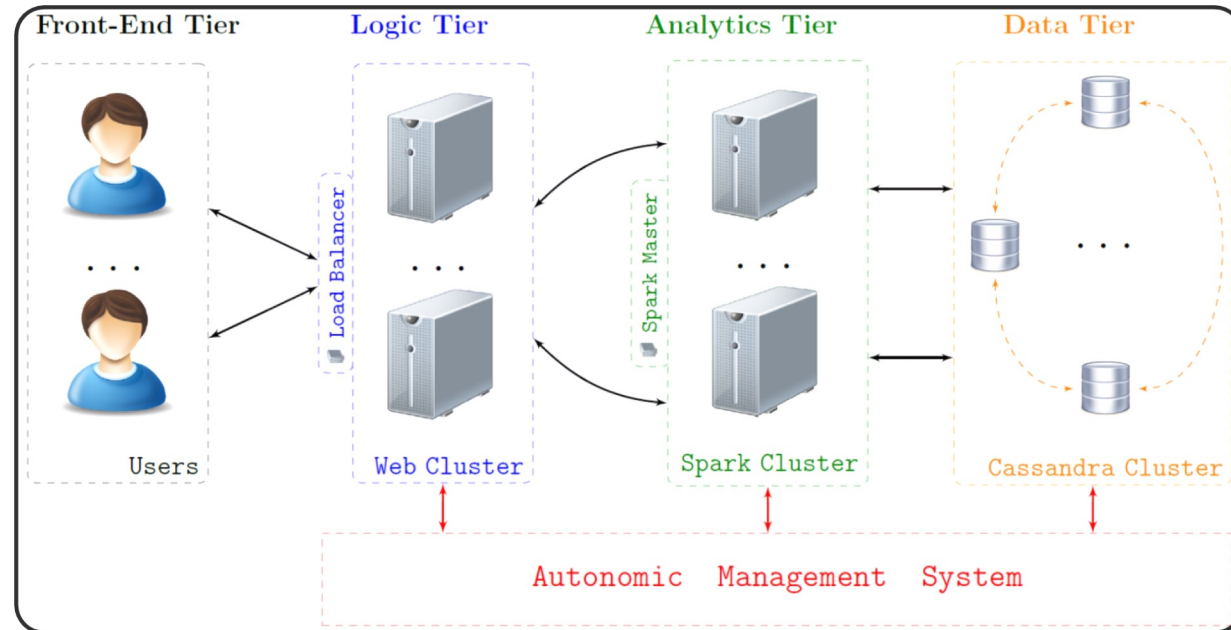 Front-End Tier
Logic Tier
Analytics Tier
Data Tier
Load Balancer
Spark Master
Users
Web Cluster
Spark Cluster
Cassandra Cluster
Autonomic Management System